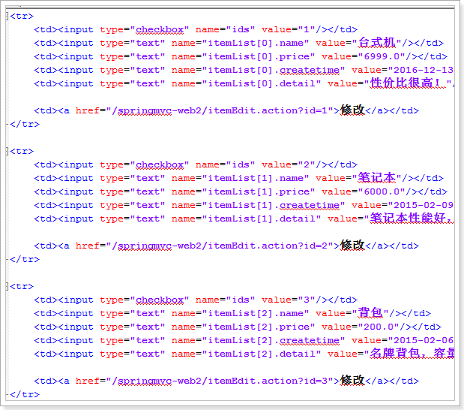 <tr>
<td><input type="checkbox" name="ids" value="1"/></td>
<td><input type="text" name="itemList[0].name" value="台式机"/></td>
<td><input type="text" name="itemList[0].price" value="6999.0"/></td>
<td><input type="text" name="itemList[0].createtime" value="2016-12-13
<td><input type="text" name="itemList[0].detail" value="性价比很高！"/
<td><a href="/springmvc-web2/itemEdit.action?id=1">修改</a></td>
</tr>
<tr>
<td><input type="checkbox" name="ids" value="2"/></td>
<td><input type="text" name="itemList[1].name" value="笔记本"/></td>
<td><input type="text" name="itemList[1].price" value="6000.0"/></td>
<td><input type="text" name="itemList[1].createtime" value="2015-02-09
<td><input type="text" name="itemList[1].detail" value="笔记本性能好，
<td><a href="/springmvc-web2/itemEdit.action?id=2">修改</a></td>
</tr>
<tr>
<td><input type="checkbox" name="ids" value="3"/></td>
<td><input type="text" name="itemList[2].name" value="背包"/></td>
<td><input type="text" name="itemList[2].price" value="200.0"/></td>
<td><input type="text" name="itemList[2].createtime" value="2015-02-06
<td><input type="text" name="itemList[2].detail" value="名牌背包，容量
<td><a href="/springmvc-web2/itemEdit.action?id=3">修改</a></td>
</tr>